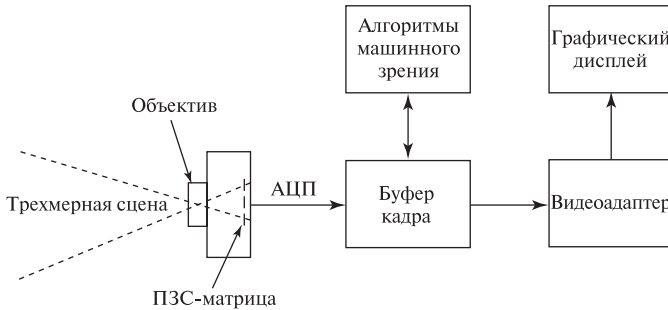 Алгоритмы
машинного
зрения
Графический
дисплей
Объектив
Трехмерная сцена
АЦП
Буфер
кадра
Видеоадаптер
ПЗС-матрица